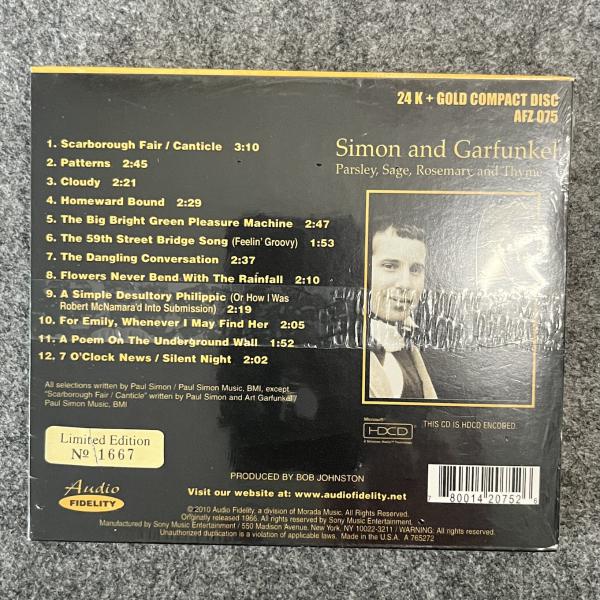 24 K + GOLD COMPACT DISC
AFZ 075
Simon and Garfunkel
Parsley, Sage, Rosemary and Thyme
1. Scarborough Fair / Canticle 3:10
2. Patterns 2:45
3. Cloudy 2:21
4. Homeward Bound 2:29
5. The Big Bright Green Pleasure Machine 2:47
6. The 59th Street Bridge Song (Feelin' Groovy) 1:53
7. The Dangling Conversation 2:37
8. Flowers Never Bend With The Rainfall 2:10
9. A Simple Desultory Philippic (Or How I Was
Robert McNamara'd Into Submission) 2:19
10. For Emily, Whenever I May Find Her 2:05
11. A Poem On The Underground Wall 1:52
12. 7 O'Clock News / Silent Night 2:02
All selections written by Paul Simon / Paul Simon Music, BMI, except
"Scarborough Fair / Canticle" written by Paul Simon and Art Garfunkel /
Paul Simon Music, BMI
Microsoft
HDCD
THIS CD IS HDCD ENCODED.
Limited Edition
No 1667
Audio
FIDELITY
PRODUCED BY BOB JOHNSTON
Visit our website at: www.audiofidelity.net
7 80014 20752 6
© 2010 Audio Fidelity, a division of Morada Music. All Rights Reserved.
Originally released 1966. All rights reserved by Sony Music Entertainment.
Manufactured by Sony Music Entertainment / 550 Madison Avenue. New York. NY 10022-3211 / WARNING: All rights reserved.
Unauthorized duplication is a violation of applicable laws. Made in the U.S.A. A 765272